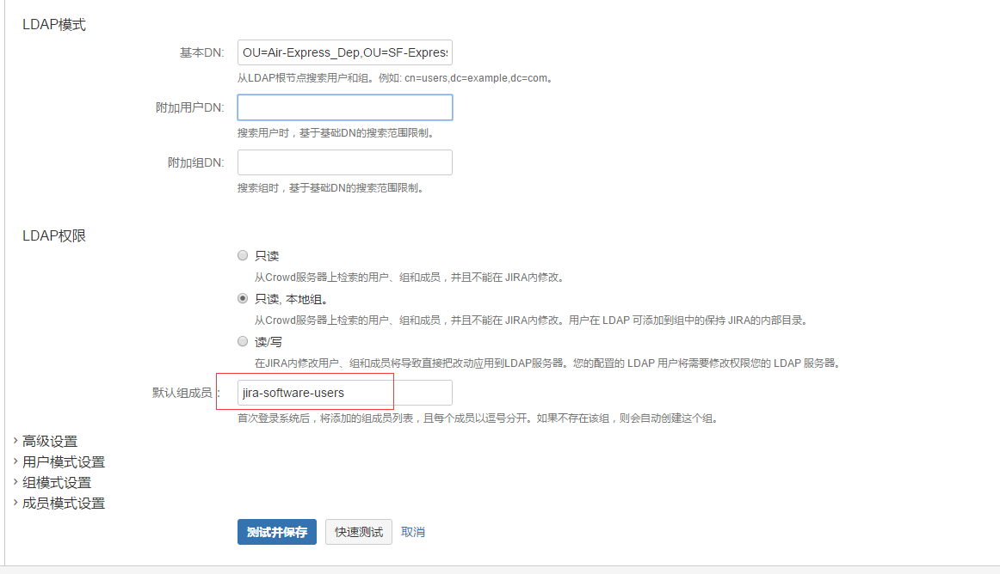 LDAP模式
基本DN:
OU=Air-Express_Dep,OU=SF-Express
从LDAP根节点搜索用户和组。例如: cn=users,dc=example,dc=com。
附加用户DN:
搜索用户时，基于基础DN的搜索范围限制。
附加组DN:
搜索组时，基于基础DN的搜索范围限制。
LDAP权限
只读
从Crowd服务器上检索的用户、组和成员，并且不能在 JIRA内修改。
只读, 本地组。
从Crowd服务器上检索的用户、组和成员，并且不能在 JIRA内修改。用户在 LDAP 可添加到组中的保持 JIRA的内部目录。
读/写
在JIRA内修改用户、组和成员将导致直接把改动应用到LDAP服务器。您的配置的 LDAP 用户将需要修改权限您的 LDAP 服务器。
默认组成员：
jira-software-users
首次登录系统后，将添加的组成员列表，且每个成员以逗号分开。如果不存在该组，则会自动创建这个组。
高级设置
用户模式设置
组模式设置
成员模式设置
测试并保存 快速测试 取消